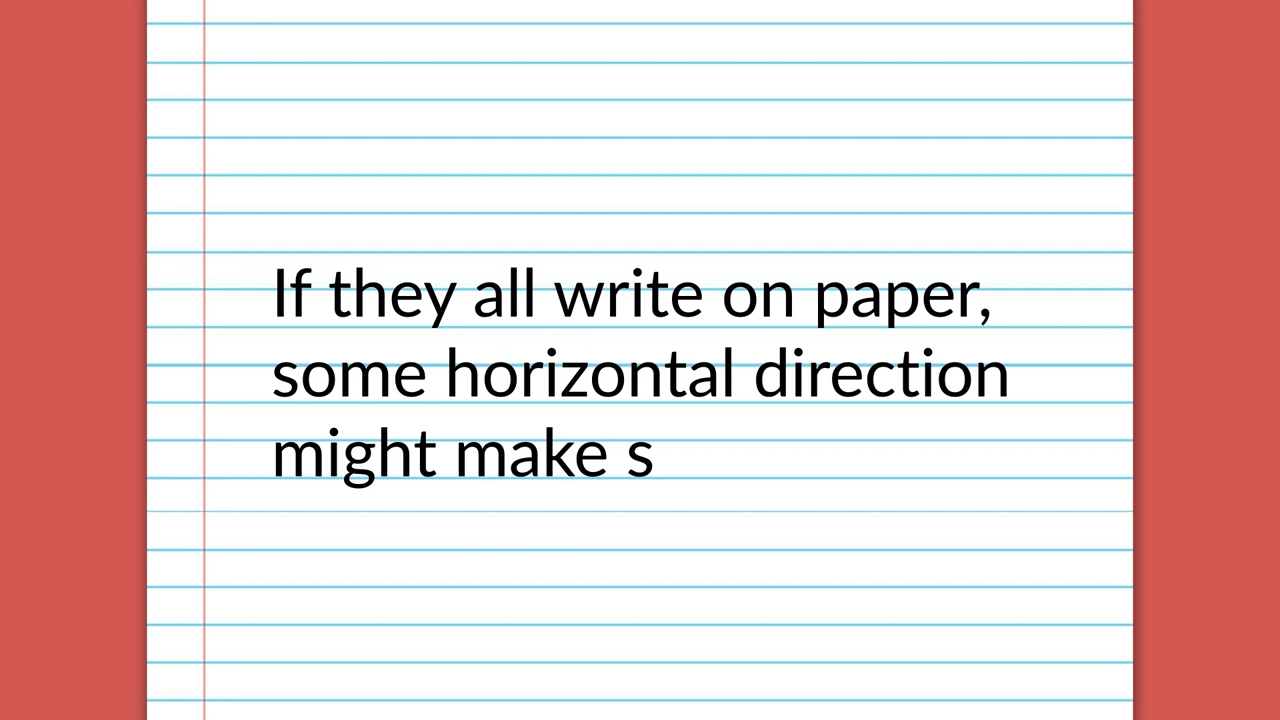 If they all write on paper,
some horizontal direction
might make s